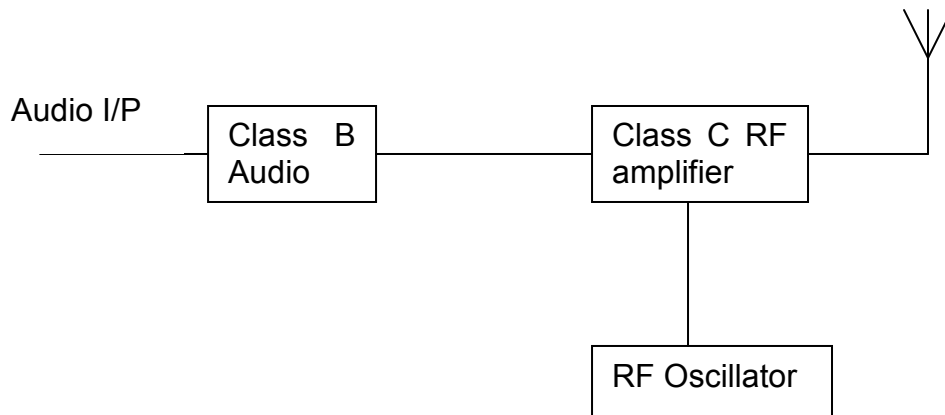 Audio I/P
Class B
Audio
Class C RF
amplifier
RF Oscillator